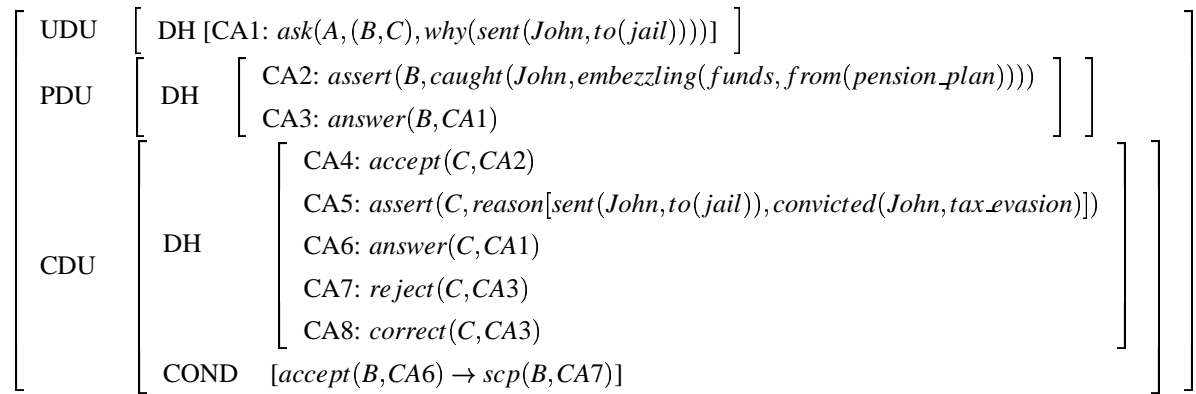 UDU [ DH [CA1: ask(A,(B,C),why(sent(John,to(jail))))] ]
PDU [ DH [ CA2: assert(B,caught(John,embezzling(funds,from(pension_plan))))
CA3: answer(B,CA1) ] ]
CDU [ DH [ CA4: accept(C,CA2)
CA5: assert(C,reason[sent(John,to(jail)),convicted(John,tax_evasion)])
CA6: answer(C,CA1)
CA7: reject(C,CA3)
CA8: correct(C,CA3) ]
COND [accept(B,CA6) → scp(B,CA7)] ]